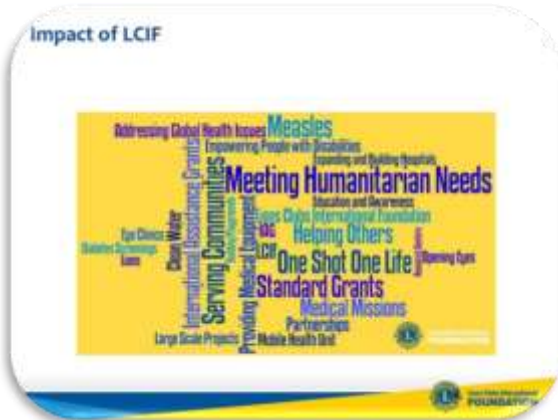 Impact of LCIF
Addressing Global Health Issues
Measles
Empowering People with Disabilities
Expanding and Building Hospitals
Meeting Humanitarian Needs
Education and Awareness
Lions Clubs International Foundation
International Assistance Grants
Serving Communities
Clean Water
Eye Clinics
Diabetes Screenings
Lions
Providing Medical Equipment
Helping Others
LCIF
One Shot One Life
Opening Eyes
Standard Grants
Medical Missions
Partnerships
Large Scale Projects
Mobile Health Unit
FOUNDATION